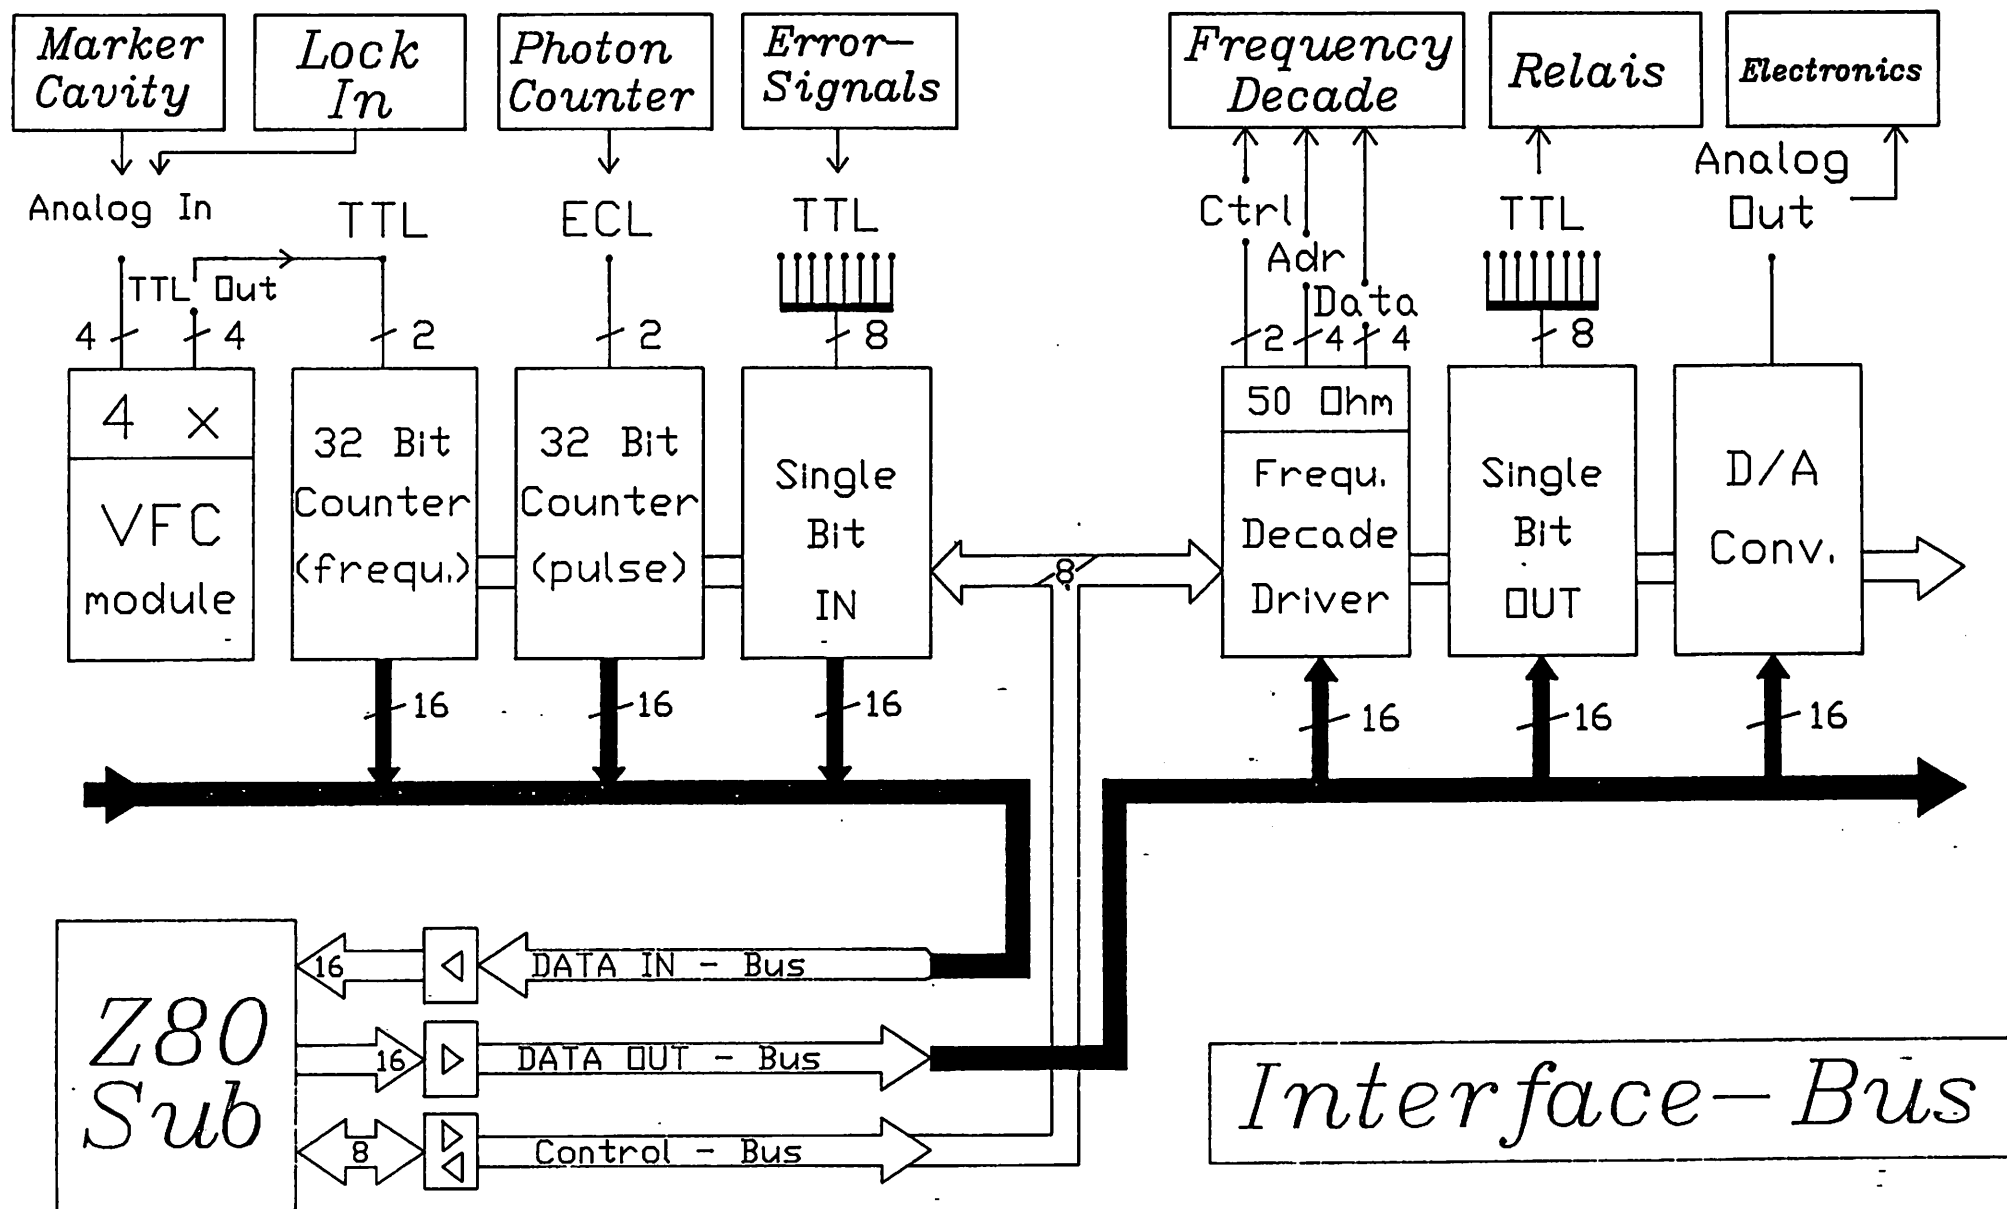 Marker
Cavity
Lock
In
Photon
Counter
Error-
Signals
Frequency
Decade
Relais
Electronics
Analog In
TTL
ECL
TTL
Ctrl
Adr
Data
TTL
Analog
Out
TTL Out
4
4
2
2
8
2
4
4
8
4 x
VFC
module
32 Bit
Counter
(frequ.)
32 Bit
Counter
(pulse)
Single
Bit
IN
8
50 Ohm
Frequ.
Decade
Driver
Single
Bit
OUT
D/A
Conv.
16
16
16
16
16
16
Z80
Sub
16
DATA IN - Bus
16
DATA OUT - Bus
8
Control - Bus
Interface-Bus